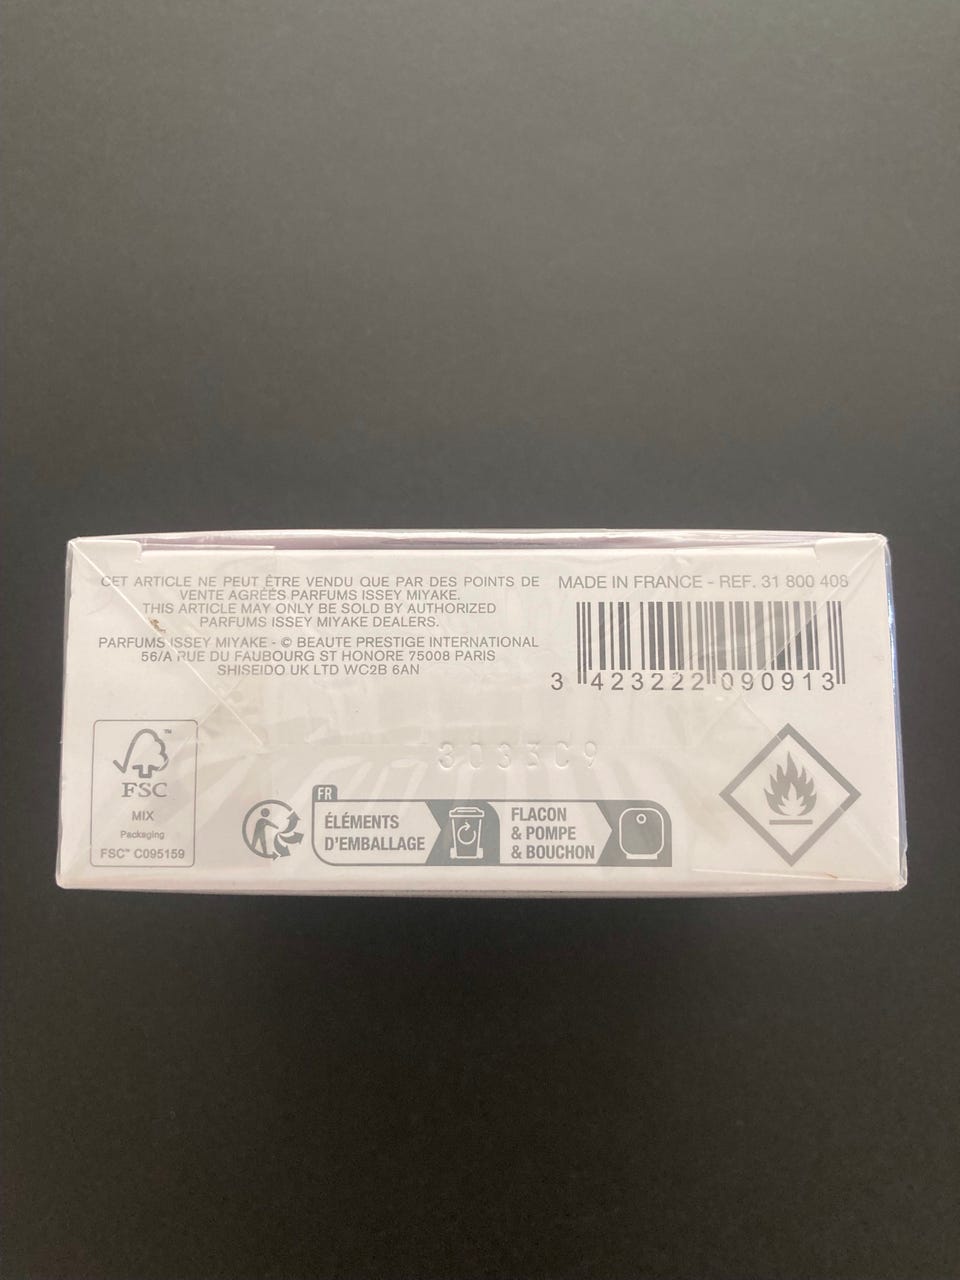 CET ARTICLE NE PEUT ÊTRE VENDU QUE PAR DES POINTS DE
VENTE AGRÉÉS PARFUMS ISSEY MIYAKE.
THIS ARTICLE MAY ONLY BE SOLD BY AUTHORIZED
PARFUMS ISSEY MIYAKE DEALERS.
PARFUMS ISSEY MIYAKE - © BEAUTE PRESTIGE INTERNATIONAL
56/A RUE DU FAUBOURG ST HONORE 75008 PARIS
SHISEIDO UK LTD WC2B 6AN
MADE IN FRANCE - REF. 31 800 408
3 423222 090913
FSC
MIX
Packaging
FSC™ C095159
FR
ÉLÉMENTS
D'EMBALLAGE
FLACON
& POMPE
& BOUCHON